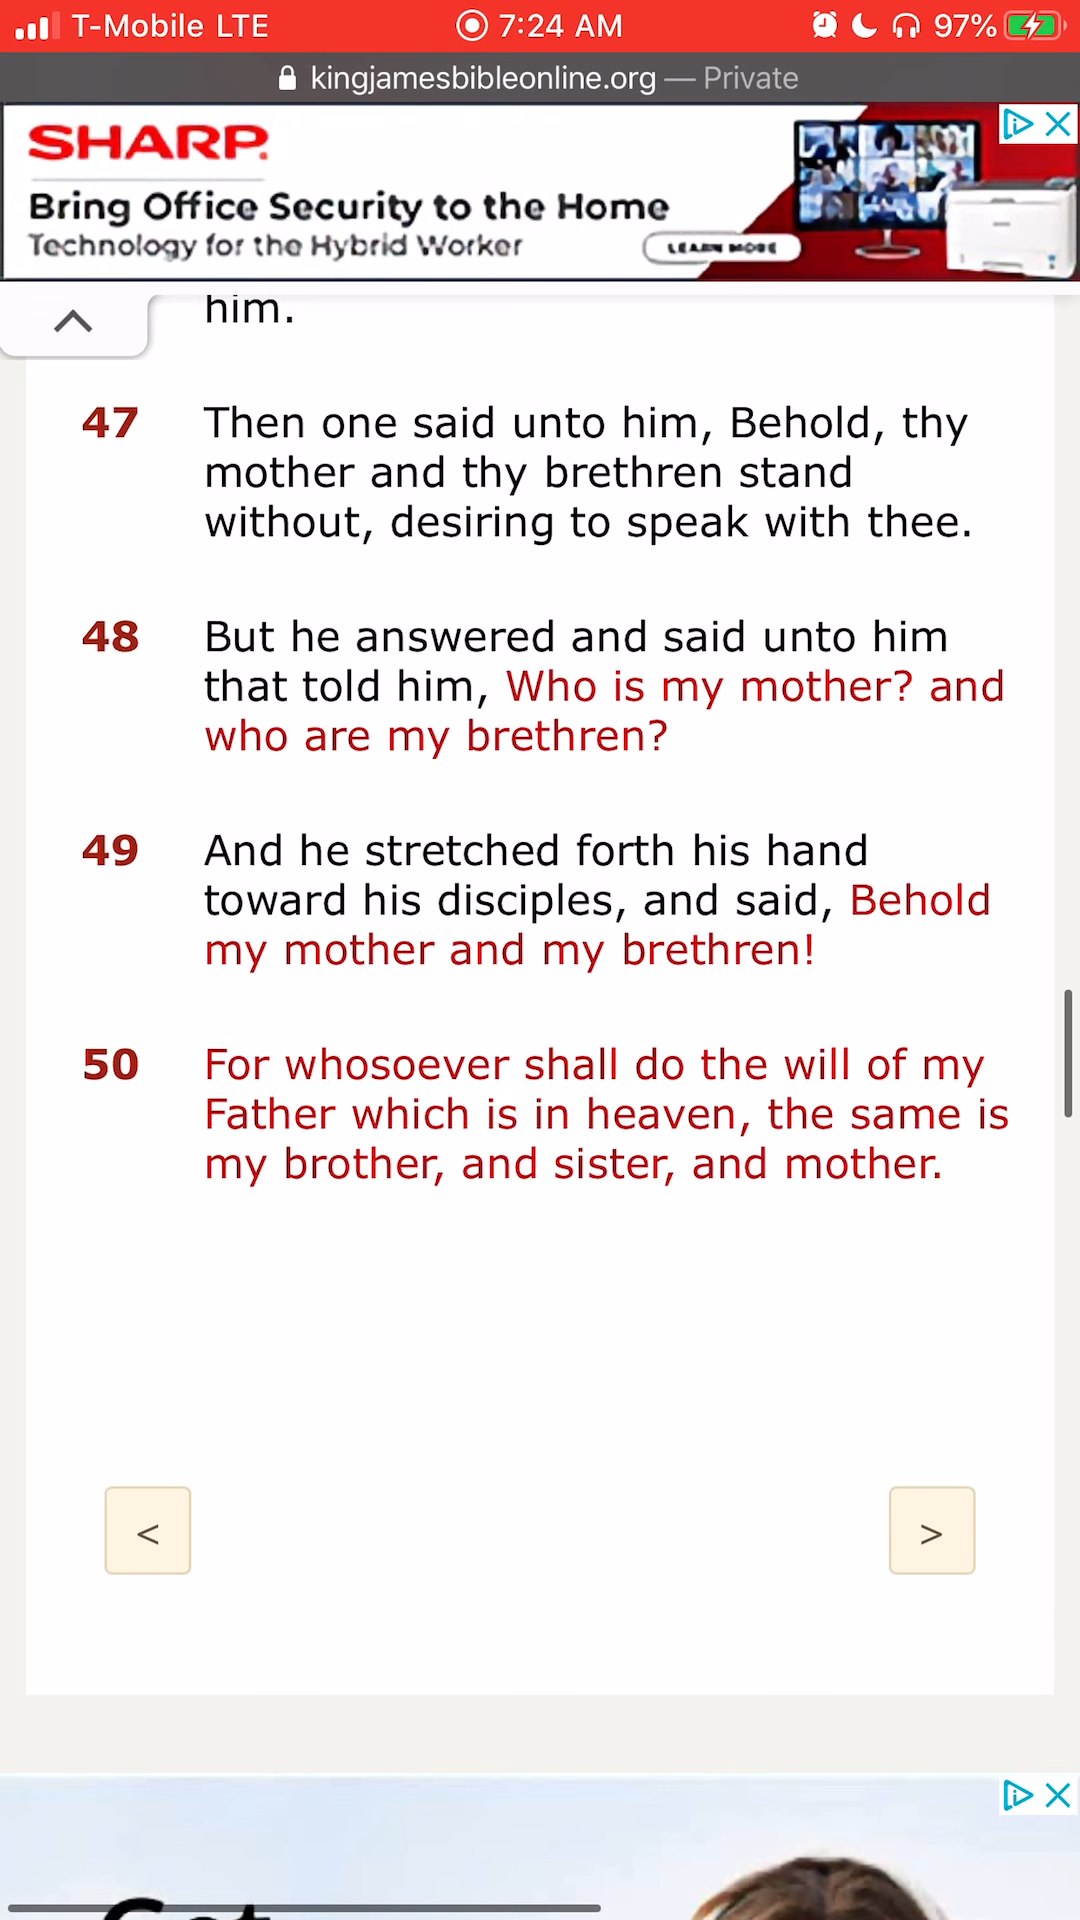 T-Mobile LTE 7:24 AM 97%
kingjamesbibleonline.org — Private
SHARP
Bring Office Security to the Home
Technology for the Hybrid Worker
LEARN MORE
him.
47 Then one said unto him, Behold, thy
mother and thy brethren stand
without, desiring to speak with thee.
48 But he answered and said unto him
that told him, Who is my mother? and
who are my brethren?
49 And he stretched forth his hand
toward his disciples, and said, Behold
my mother and my brethren!
50 For whosoever shall do the will of my
Father which is in heaven, the same is
my brother, and sister, and mother.
< >